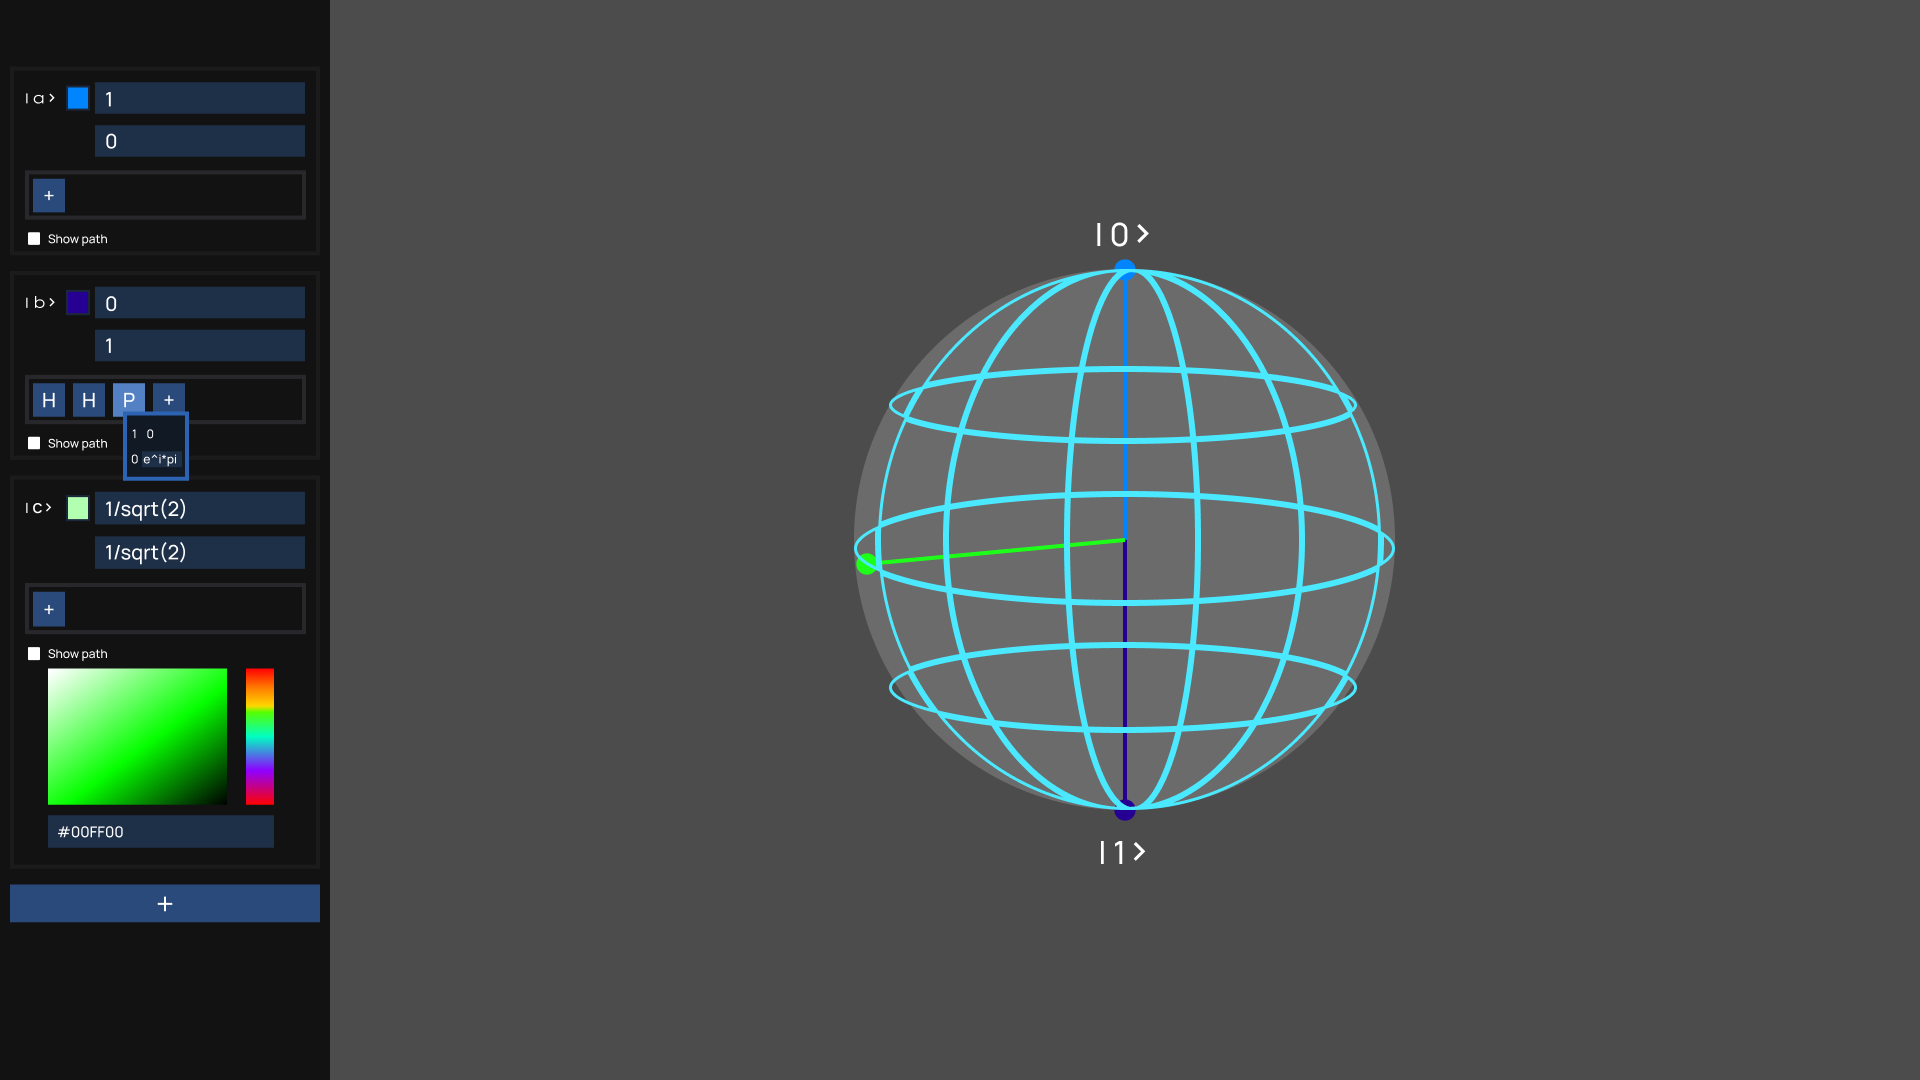 |a> 1
0
+
Show path
|b> 0
1
H H P +
Show path
1 0
0 e^i*pi
|c> 1/sqrt(2)
1/sqrt(2)
+
Show path
#00FF00
+
|0>
|1>